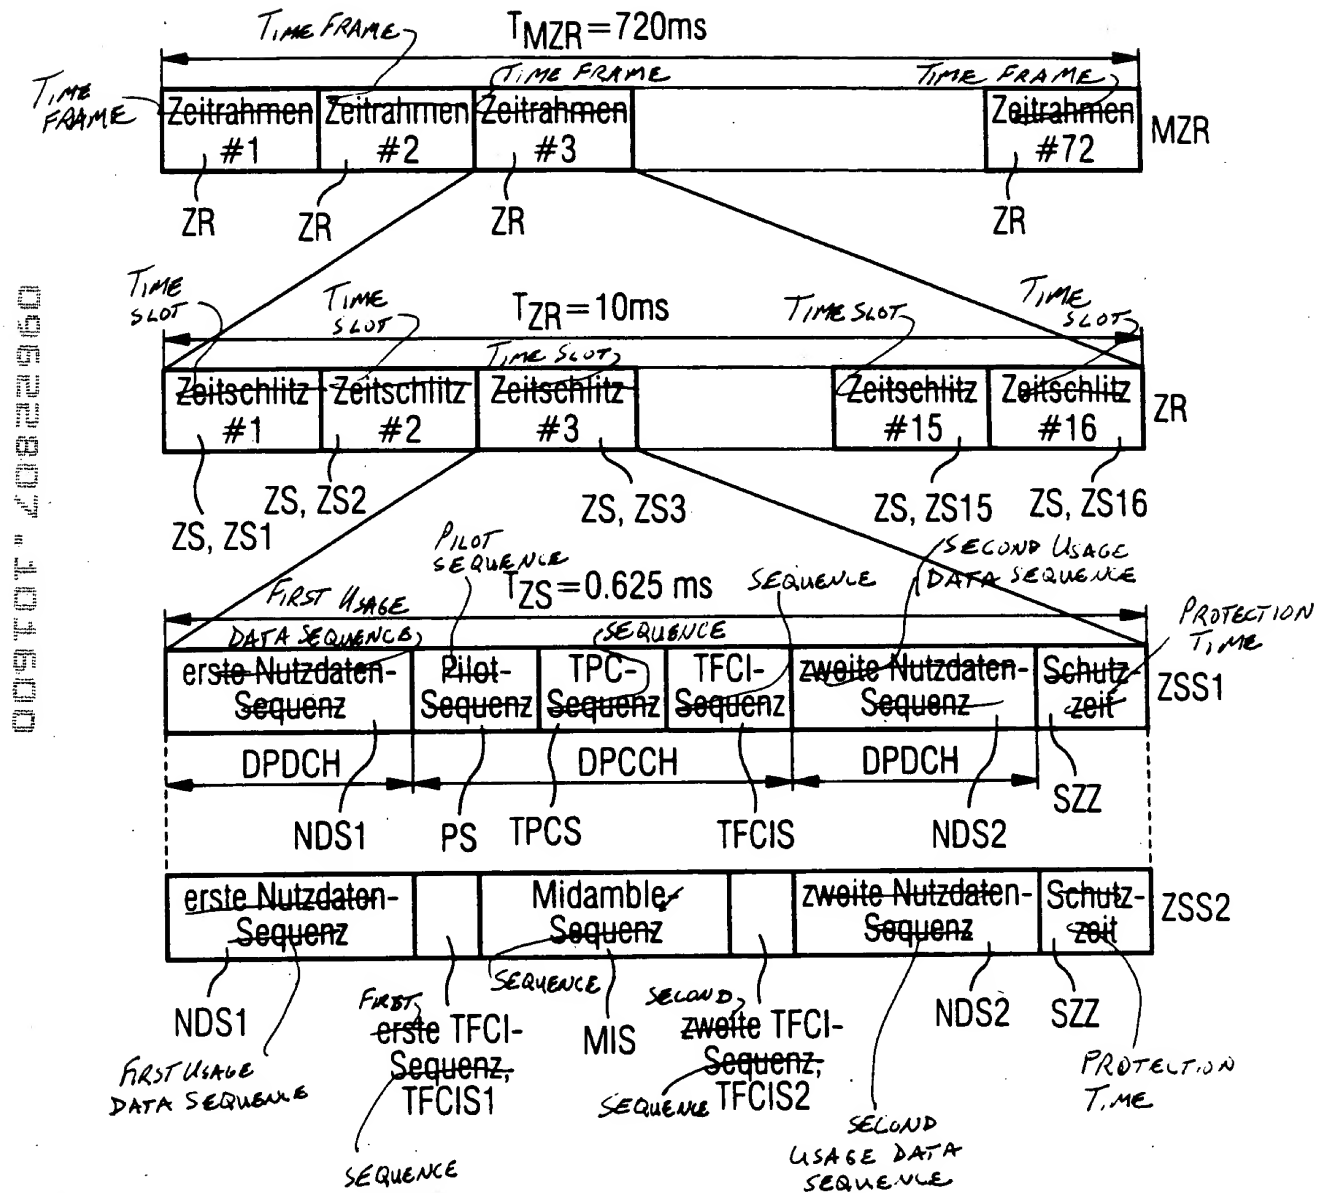 TIME FRAME
T_MZR=720ms
TIME FRAME
TIME FRAME
TIME FRAME
Zeitrahmen #1
Zeitrahmen #2
Zeitrahmen #3
Zeitrahmen #72
MZR
ZR
ZR
ZR
ZR
TIME SLOT
TIME SLOT
T_ZR=10ms
TIME SLOT
TIME SLOT
TIME SLOT
Zeitschlitz #1
Zeitschlitz #2
Zeitschlitz #3
Zeitschlitz #15
Zeitschlitz #16
ZR
ZS, ZS1
ZS, ZS2
ZS, ZS3
ZS, ZS15
ZS, ZS16
09622807.101600
PILOT SEQUENCE
SECOND USAGE DATA SEQUENCE
FIRST USAGE DATA SEQUENCE
T_ZS=0.625 ms
SEQUENCE
SEQUENCE
PROTECTION TIME
erste Nutzdaten-Sequenz
Pilot-Sequenz
TPC-Sequenz
TFCI-Sequenz
zweite Nutzdaten-Sequenz
Schutz-zeit
ZSS1
DPDCH
DPCCH
DPDCH
NDS1
PS
TPCS
TFCIS
NDS2
SZZ
erste Nutzdaten-Sequenz
Midamble-Sequenz
zweite Nutzdaten-Sequenz
Schutz-zeit
ZSS2
NDS1
FIRST
erste TFCI-Sequenz, TFCIS1
SEQUENCE
MIS
SECOND
zweite TFCI-Sequenz, TFCIS2
NDS2
SZZ
FIRST USAGE DATA SEQUENCE
SEQUENCE
SEQUENCE
SECOND USAGE DATA SEQUENCE
PROTECTION TIME